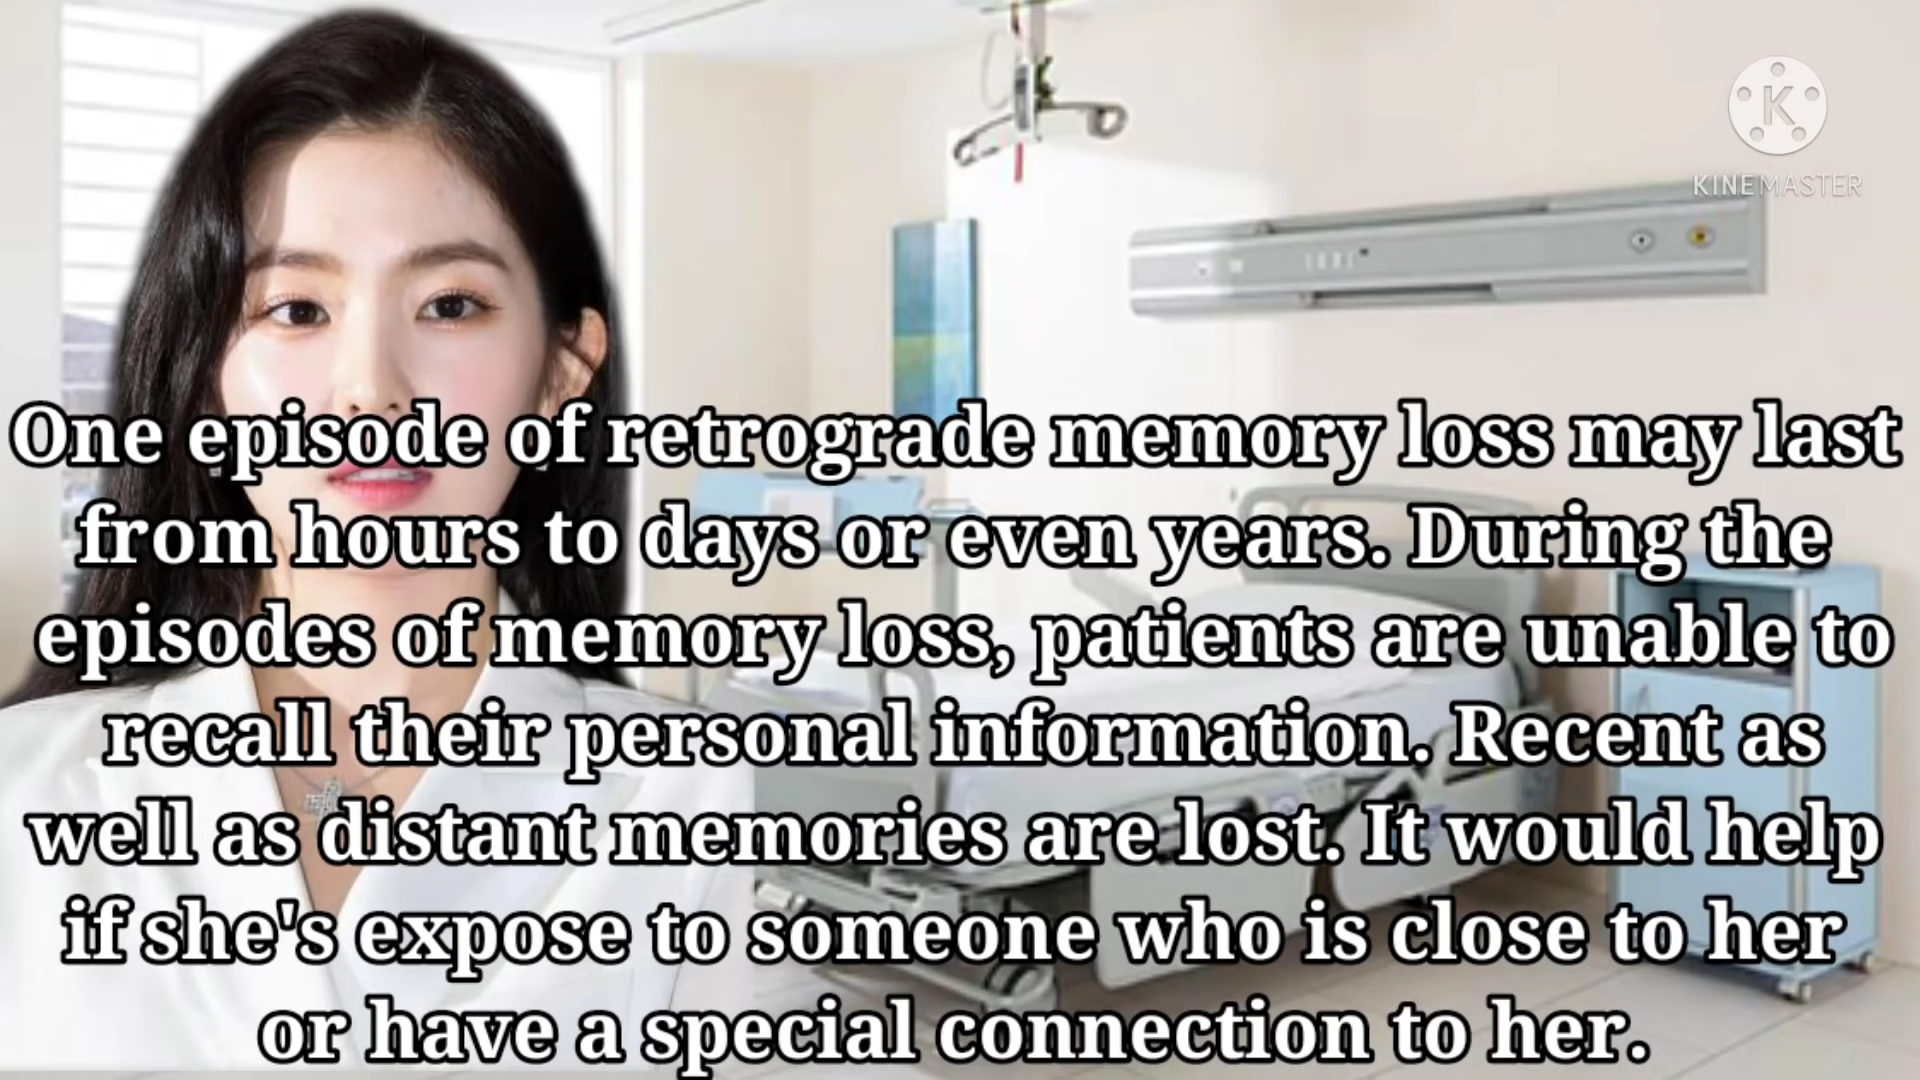 KINEMASTER
One episode of retrograde memory loss may last
from hours to days or even years. During the
episodes of memory loss, patients are unable to
recall their personal information. Recent as
well as distant memories are lost. It would help
if she's expose to someone who is close to her
or have a special connection to her.